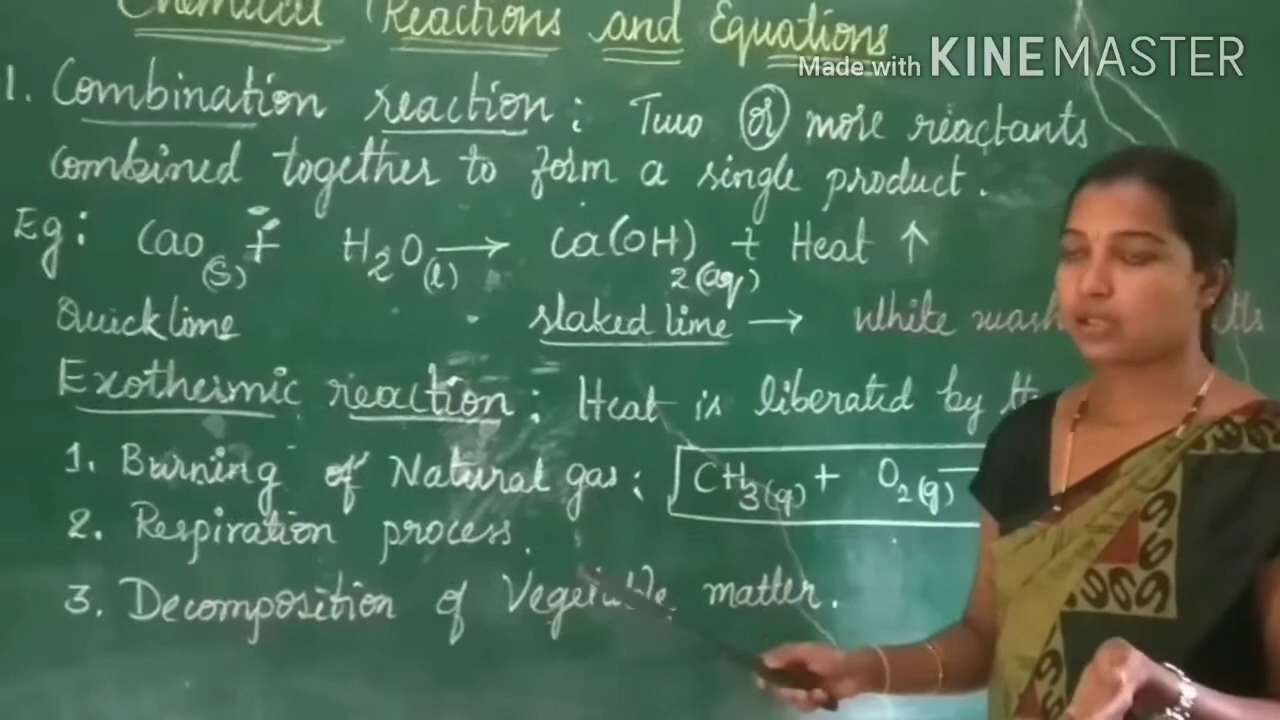 Chemical Reactions and Equations
Made with KINEMASTER
1. Combination reaction : Two or more reactants
combined together to form a single product.
Eg : CaO(s) + H2O(l) → Ca(OH)2(aq) + Heat ↑
Quicklime slaked lime → White wash
Exothermic reaction : Heat is liberated by
1. Burning of Natural gas : CH3(g) + O2(g)
2. Respiration process.
3. Decomposition of Vegetable matter.